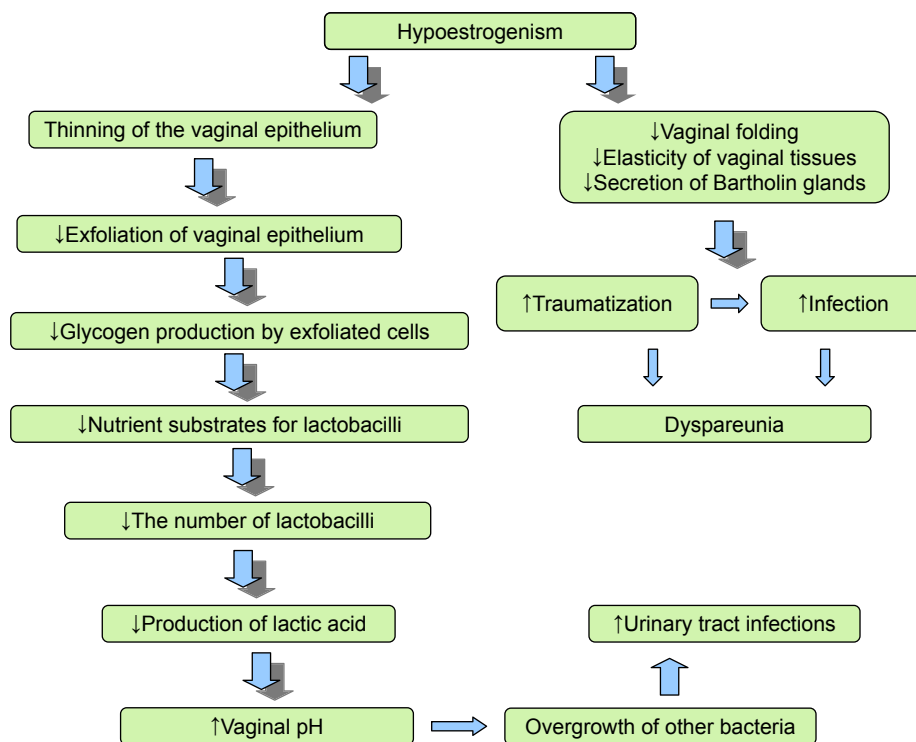 Hypoestrogenism
Thinning of the vaginal epithelium
↓Vaginal folding
↓Elasticity of vaginal tissues
↓Secretion of Bartholin glands
↓Exfoliation of vaginal epithelium
↑Traumatization
↑Infection
↓Glycogen production by exfoliated cells
↓Nutrient substrates for lactobacilli
Dyspareunia
↓The number of lactobacilli
↓Production of lactic acid
↑Urinary tract infections
↑Vaginal pH
Overgrowth of other bacteria